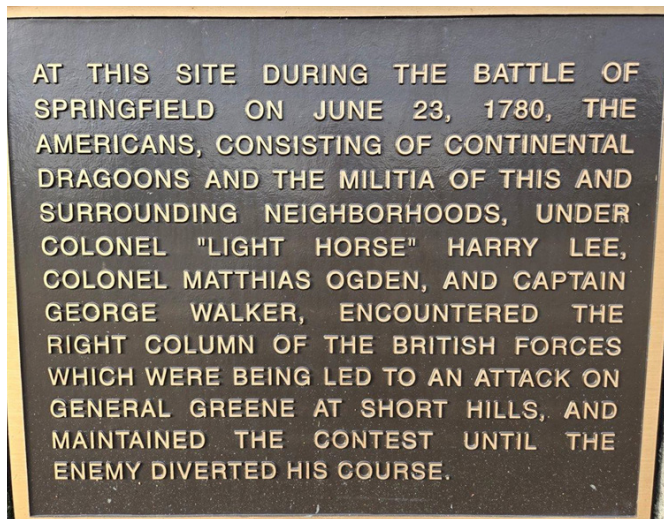 AT THIS SITE DURING THE BATTLE OF
SPRINGFIELD ON JUNE 23, 1780, THE
AMERICANS, CONSISTING OF CONTINENTAL
DRAGOONS AND THE MILITIA OF THIS AND
SURROUNDING NEIGHBORHOODS, UNDER
COLONEL "LIGHT HORSE" HARRY LEE,
COLONEL MATTHIAS OGDEN, AND CAPTAIN
GEORGE WALKER, ENCOUNTERED THE
RIGHT COLUMN OF THE BRITISH FORCES
WHICH WERE BEING LED TO AN ATTACK ON
GENERAL GREENE AT SHORT HILLS, AND
MAINTAINED THE CONTEST UNTIL THE
ENEMY DIVERTED HIS COURSE.